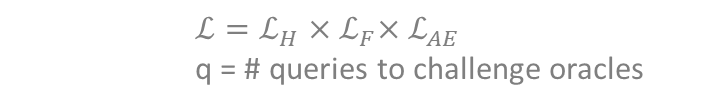 ℒ = ℒ_H × ℒ_F × ℒ_AE
q = # queries to challenge oracles